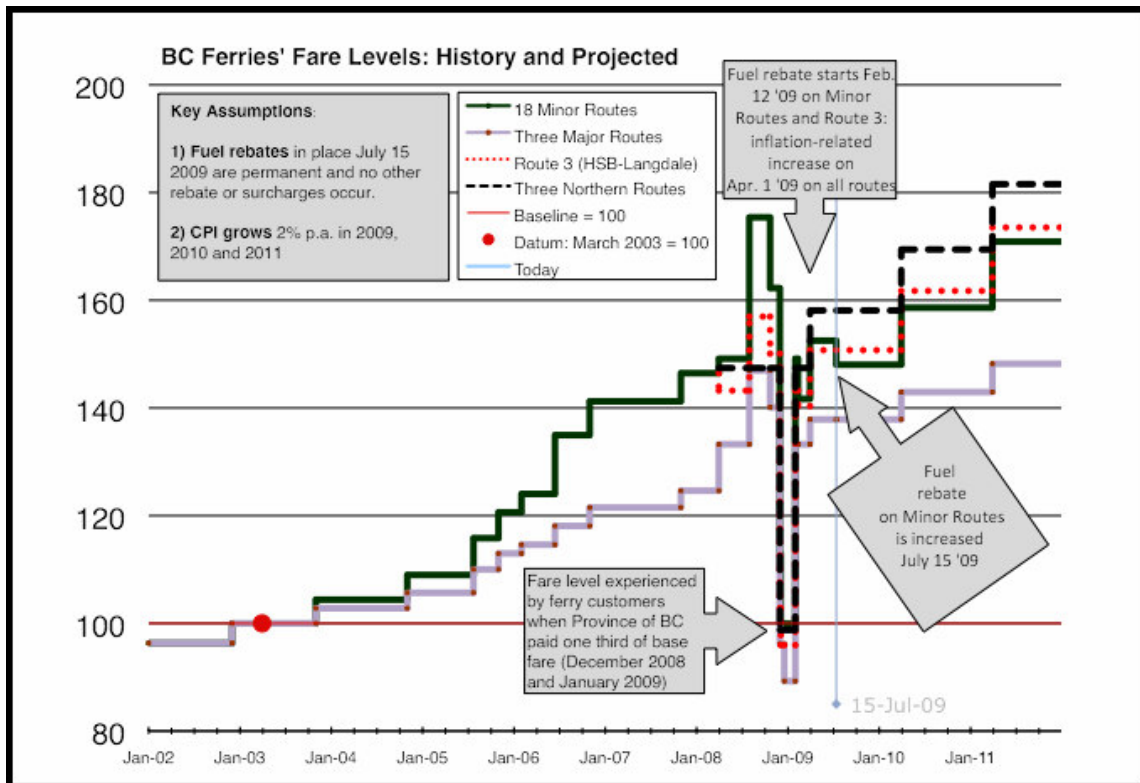 BC Ferries' Fare Levels: History and Projected
200
180
160
140
120
100
80
Key Assumptions:
1) Fuel rebates in place July 15
2009 are permanent and no other
rebate or surcharges occur.
2) CPI grows 2% p.a. in 2009,
2010 and 2011
18 Minor Routes
Three Major Routes
Route 3 (HSB-Langdale)
Three Northern Routes
Baseline = 100
Datum: March 2003 = 100
Today
Fuel rebate starts Feb.
12 '09 on Minor
Routes and Route 3:
inflation-related
increase on
Apr. 1 '09 on all routes
Fuel
rebate
on Minor Routes
is increased
July 15 '09
Fare level experienced
by ferry customers
when Province of BC
paid one third of base
fare (December 2008
and January 2009)
15-Jul-09
Jan-02 Jan-03 Jan-04 Jan-05 Jan-06 Jan-07 Jan-08 Jan-09 Jan-10 Jan-11